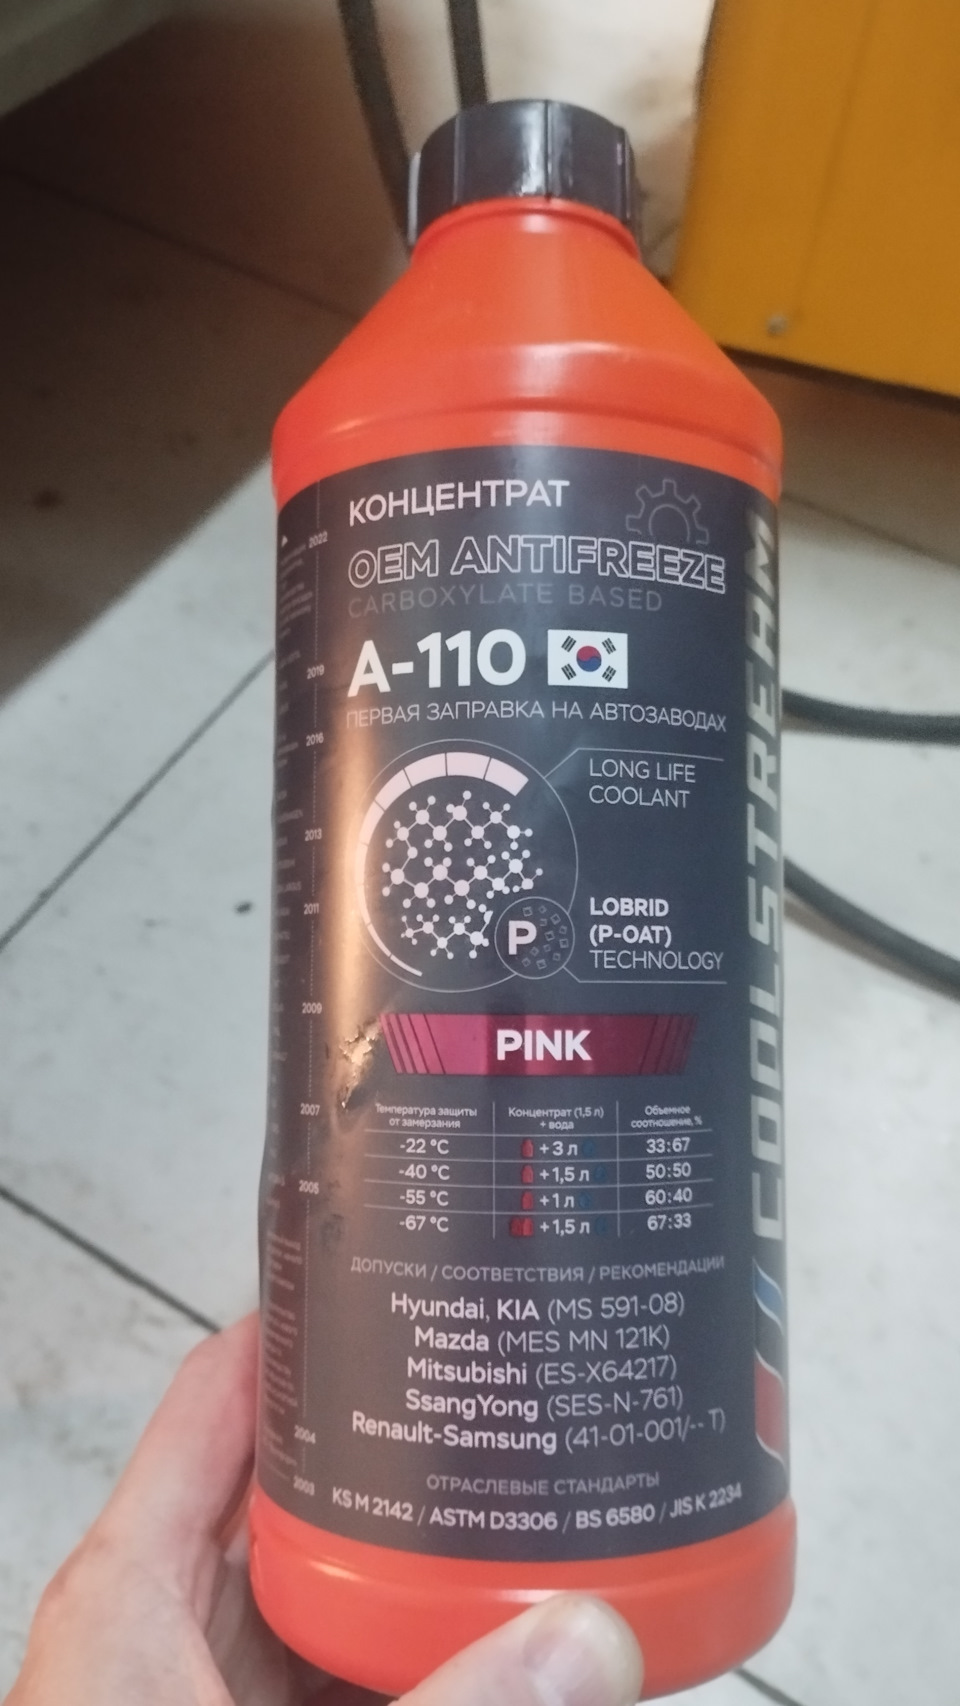 КОНЦЕНТРАТ
OEM ANTIFREEZE
CARBOXYLATE BASED
A-110
ПЕРВАЯ ЗАПРАВКА НА АВТОЗАВОДАХ
LONG LIFE
COOLANT
P
LOBRID
(P-OAT)
TECHNOLOGY
PINK
Температура защиты
от замерзания
Концентрат (1,5 л)
+ вода
Объемное
соотношение, %
-22 °C +3 л 33:67
-40 °C +1,5 л 50:50
-55 °C +1 л 60:40
-67 °C +1,5 л 67:33
ДОПУСКИ / СООТВЕТСТВИЯ / РЕКОМЕНДАЦИИ
Hyundai, KIA (MS 591-08)
Mazda (MES MN 121K)
Mitsubishi (ES-X64217)
SsangYong (SES-N-761)
Renault-Samsung (41-01-001/-- T)
ОТРАСЛЕВЫЕ СТАНДАРТЫ
KS M 2142 / ASTM D3306 / BS 6580 / JIS K 2234
COOLSTREAM
2022
2019
2016
2013
2011
2009
2007
2005
2004
2003